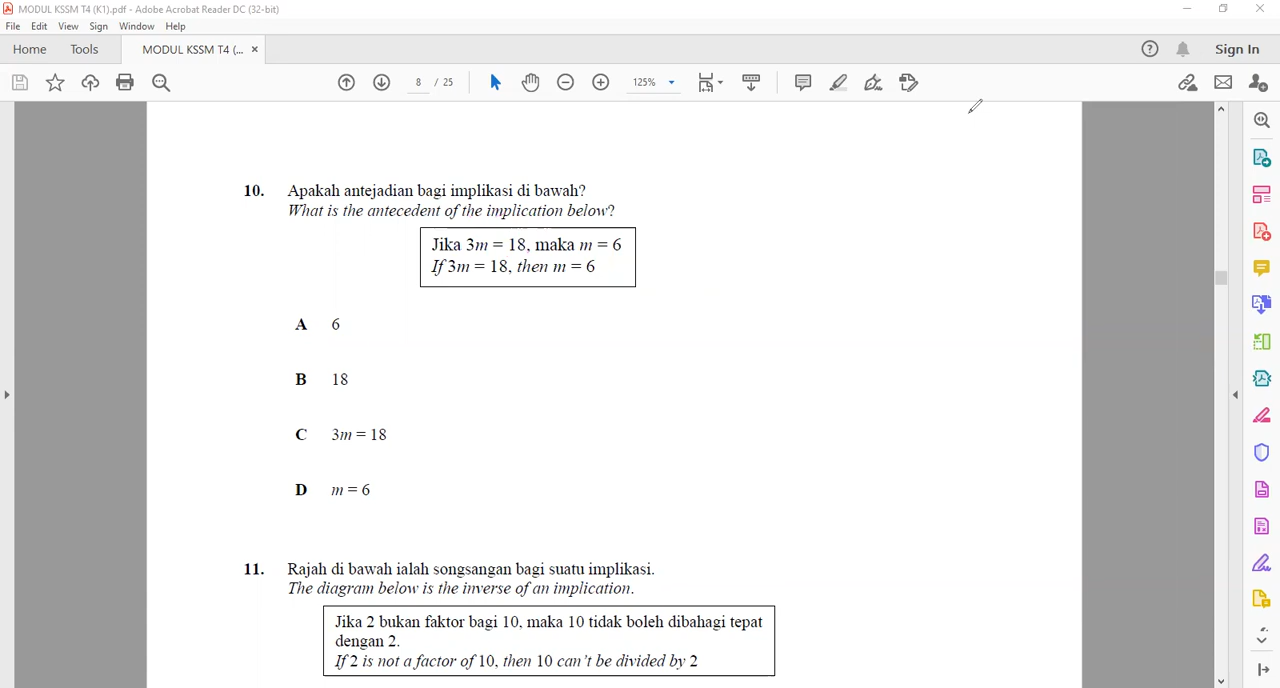 MODUL KSSM T4 (K1).pdf - Adobe Acrobat Reader DC (32-bit)
File Edit View Sign Window Help
Home Tools MODUL KSSM T4 (... × Sign In
8 / 25 125%
10. Apakah antejadian bagi implikasi di bawah?
What is the antecedent of the implication below?
Jika 3m = 18, maka m = 6
If 3m = 18, then m = 6
A 6
B 18
C 3m = 18
D m = 6
11. Rajah di bawah ialah songsangan bagi suatu implikasi.
The diagram below is the inverse of an implication.
Jika 2 bukan faktor bagi 10, maka 10 tidak boleh dibahagi tepat
dengan 2.
If 2 is not a factor of 10, then 10 can't be divided by 2